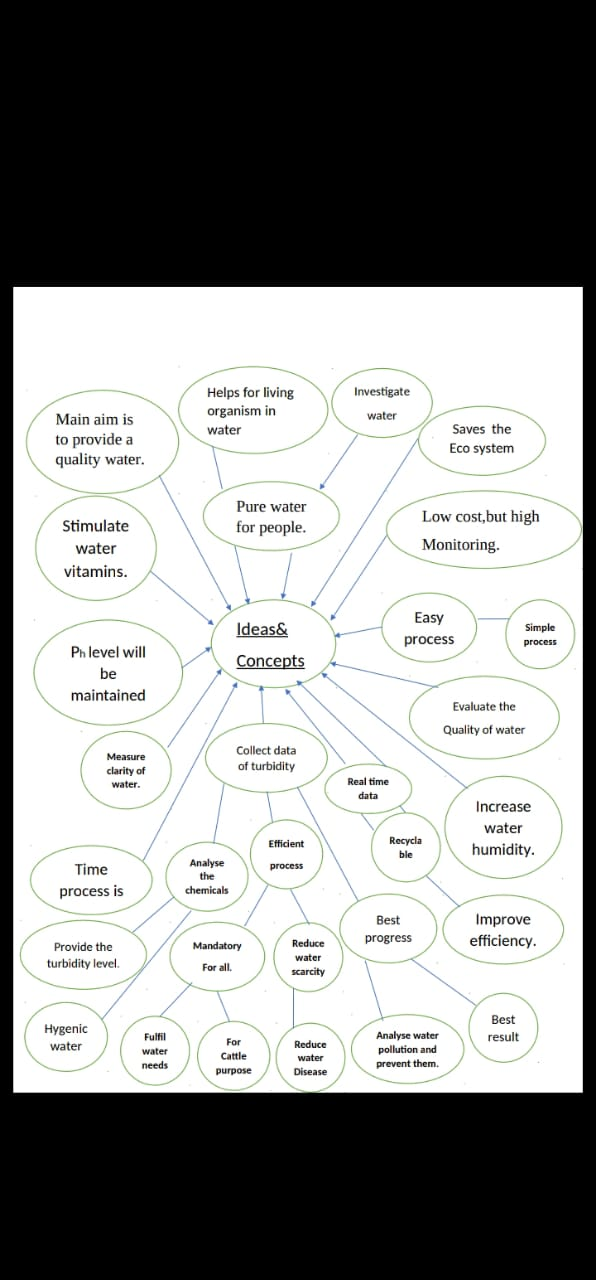 Helps for living
organism in
water
Investigate
water
Main aim is
to provide a
quality water.
Saves the
Eco system
Pure water
for people.
Low cost,but high
Monitoring.
Stimulate
water
vitamins.
Ideas&
Concepts
Easy
process
Simple
process
Ph level will
be
maintained
Evaluate the
Quality of water
Measure
clarity of
water.
Collect data
of turbidity
Real time
data
Increase
water
humidity.
Recycla
ble
Efficient
process
Time
process is
Analyse
the
chemicals
Best
progress
Improve
efficiency.
Provide the
turbidity level.
Mandatory
For all.
Reduce
water
scarcity
Hygenic
water
Fulfil
water
needs
For
Cattle
purpose
Reduce
water
Disease
Analyse water
pollution and
prevent them.
Best
result